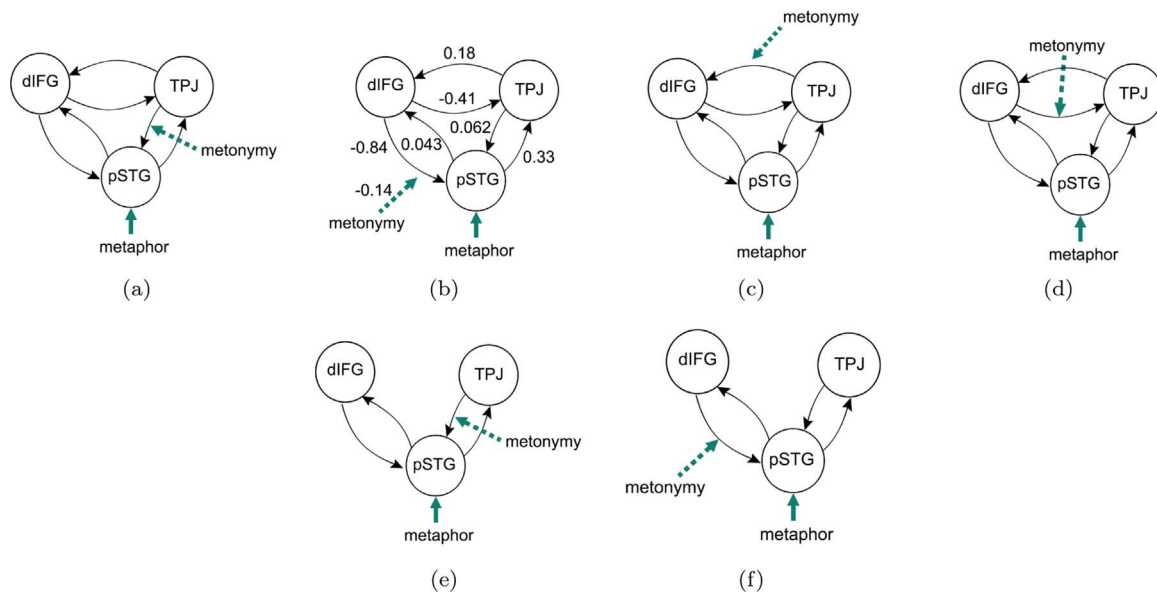 dIFG
TPJ
pSTG
metonymy
metaphor
(a)
dIFG
TPJ
pSTG
0.18
-0.41
0.062
0.043
-0.84
0.33
-0.14
metonymy
metaphor
(b)
metonymy
dIFG
TPJ
pSTG
metaphor
(c)
metonymy
dIFG
TPJ
pSTG
metaphor
(d)
dIFG
TPJ
pSTG
metonymy
metaphor
(e)
dIFG
TPJ
pSTG
metonymy
metaphor
(f)